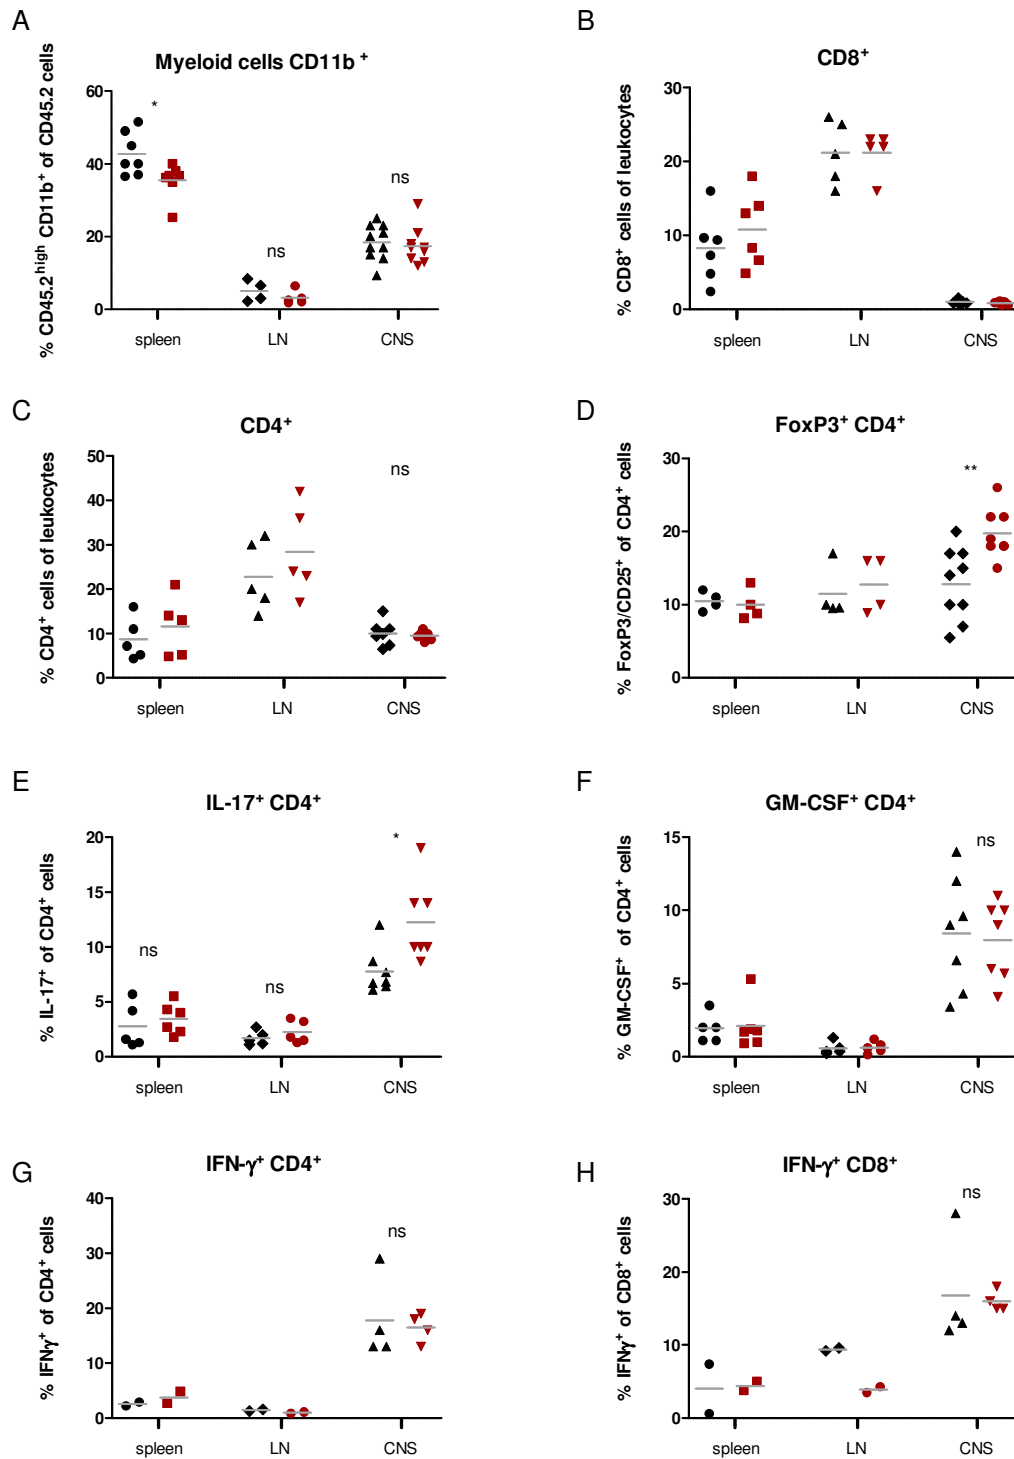 A
Myeloid cells CD11b +
% CD45.2high CD11b+ of CD45.2 cells
60
40
20
0
*
ns
ns
spleen LN CNS
B
CD8+
% CD8+ cells of leukocytes
30
20
10
0
spleen LN CNS
C
CD4+
% CD4+ cells of leukocytes
50
40
30
20
10
0
ns
spleen LN CNS
D
FoxP3+ CD4+
% FoxP3/CD25+ of CD4+ cells
30
20
10
0
**
spleen LN CNS
E
IL-17+ CD4+
% IL-17+ of CD4+ cells
20
15
10
5
0
ns
ns
*
spleen LN CNS
F
GM-CSF+ CD4+
% GM-CSF+ of CD4+ cells
15
10
5
0
ns
spleen LN CNS
G
IFN-γ+ CD4+
% IFNγ+ of CD4+ cells
40
30
20
10
0
ns
spleen LN CNS
H
IFN-γ+ CD8+
% IFNγ+ of CD8+ cells
30
20
10
0
ns
spleen LN CNS